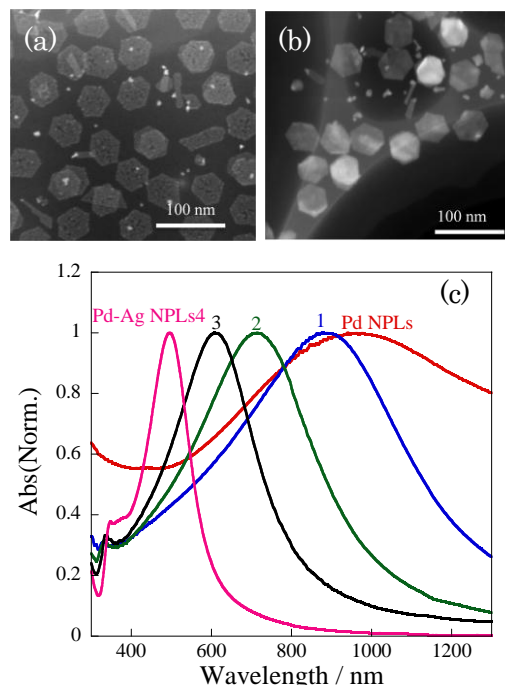 (a)
100 nm
(b)
100 nm
(c)
Pd-Ag NPLs4
3
2
1
Pd NPLs
Abs(Norm.)
1.2
1
0.8
0.6
0.4
0.2
0
400
600
800
1000
1200
Wavelength / nm